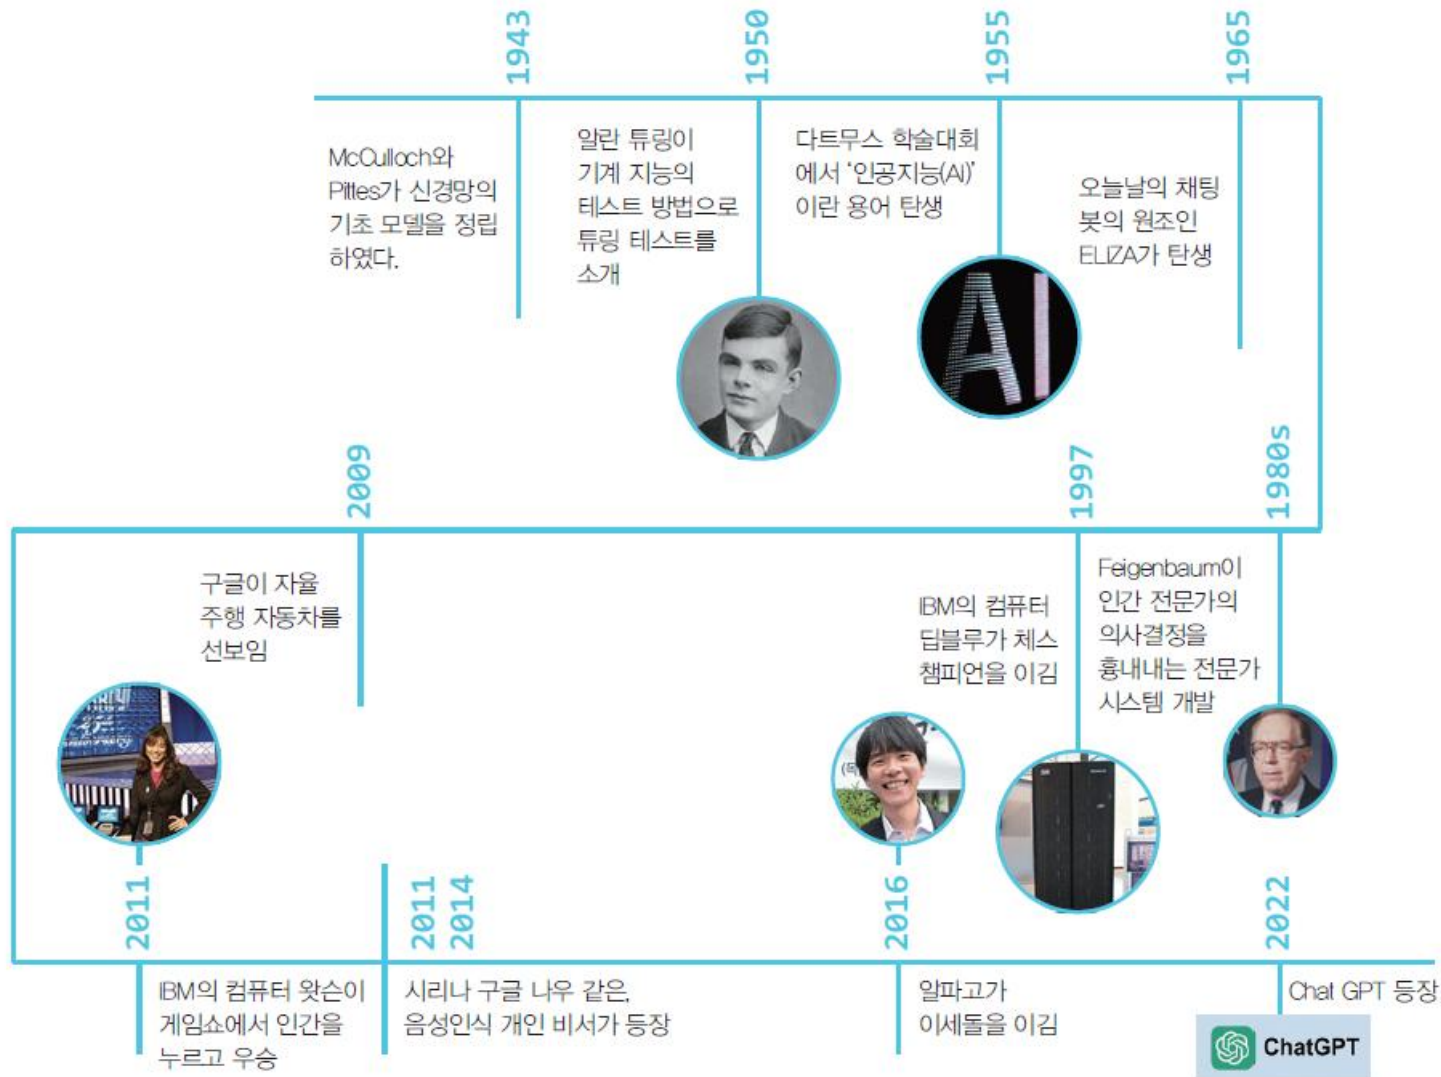 1943
McCulloch와
Pittes가 신경망의
기초 모델을 정립
하였다.
1950
알란 튜링이
기계 지능의
테스트 방법으로
튜링 테스트를
소개
1955
다트무스 학술대회
에서 ‘인공지능(AI)’
이란 용어 탄생
AI
1965
오늘날의 채팅
봇의 원조인
ELIZA가 탄생
1980s
Feigenbaum이
인간 전문가의
의사결정을
흉내내는 전문가
시스템 개발
1997
IBM의 컴퓨터
딥블루가 체스
챔피언을 이김
2009
구글이 자율
주행 자동차를
선보임
2011
IBM의 컴퓨터 왓슨이
게임쇼에서 인간을
누르고 우승
2011
2014
시리나 구글 나우 같은,
음성인식 개인 비서가 등장
2016
알파고가
이세돌을 이김
2022
Chat GPT 등장
ChatGPT